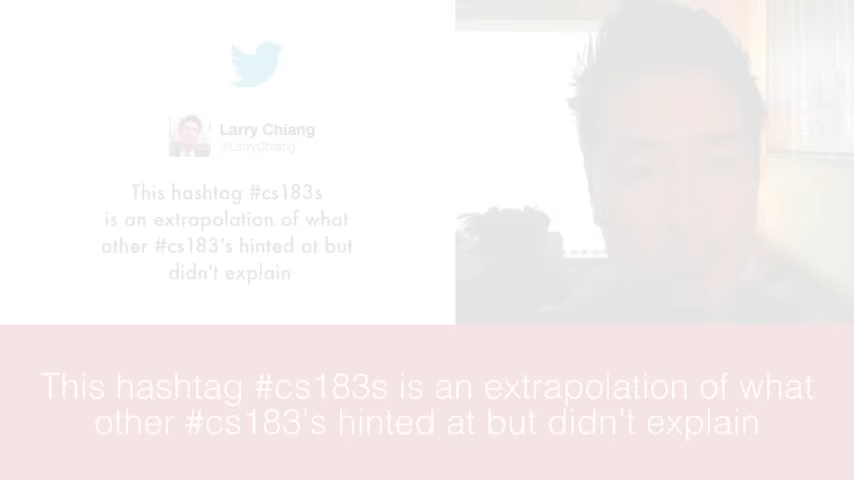 Larry Chiang
@LarryChiang
This hashtag #cs183s
is an extrapolation of what
other #cs183's hinted at but
didn't explain
This hashtag #cs183s is an extrapolation of what
other #cs183's hinted at but didn't explain